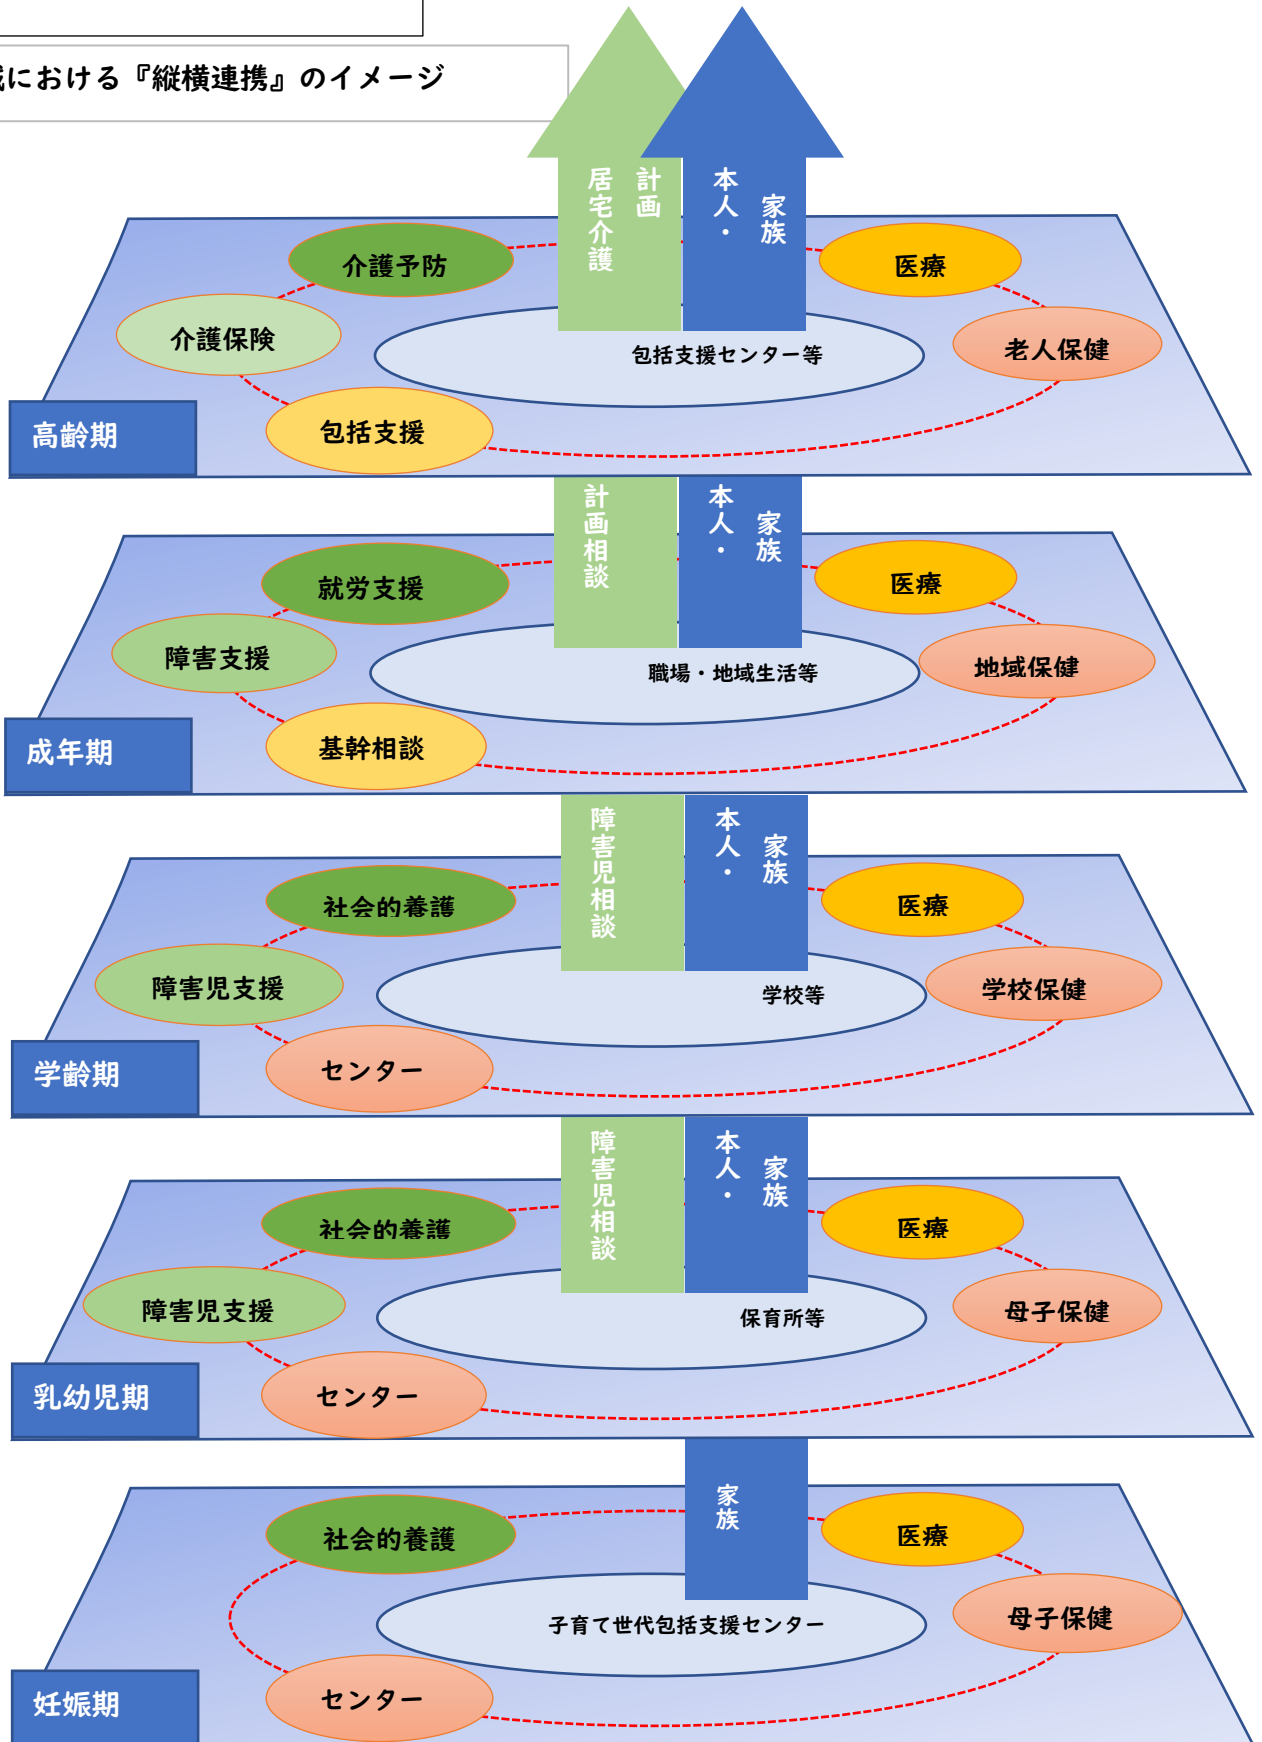 における『縦横連携』のイメージ
居宅介護
計画
本人・
家族
介護予防
医療
介護保険
包括支援センター等
老人保健
包括支援
高齢期
計画相談
本人・
家族
就労支援
医療
障害支援
職場・地域生活等
地域保健
基幹相談
成年期
障害児相談
本人・
家族
社会的養護
医療
障害児支援
学校等
学校保健
センター
学齢期
障害児相談
本人・
家族
社会的養護
医療
障害児支援
保育所等
母子保健
センター
乳幼児期
家族
社会的養護
医療
子育て世代包括支援センター
母子保健
センター
妊娠期